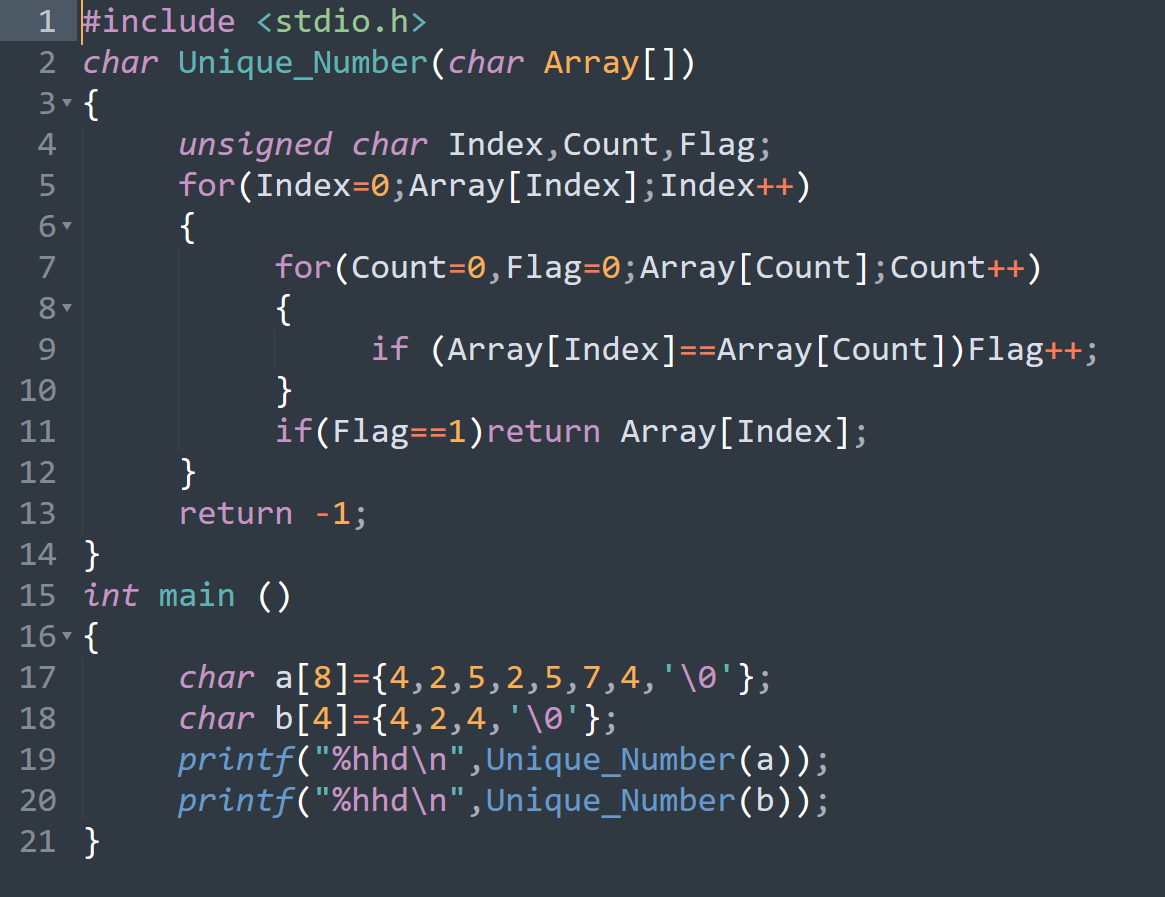 1 #include <stdio.h>
2 char Unique_Number(char Array[])
3 {
4 unsigned char Index,Count,Flag;
5 for(Index=0;Array[Index];Index++)
6 {
7 for(Count=0,Flag=0;Array[Count];Count++)
8 {
9 if (Array[Index]==Array[Count])Flag++;
10 }
11 if(Flag==1)return Array[Index];
12 }
13 return -1;
14 }
15 int main ()
16 {
17 char a[8]={4,2,5,2,5,7,4,'\0'};
18 char b[4]={4,2,4,'\0'};
19 printf("%hhd\n",Unique_Number(a));
20 printf("%hhd\n",Unique_Number(b));
21 }